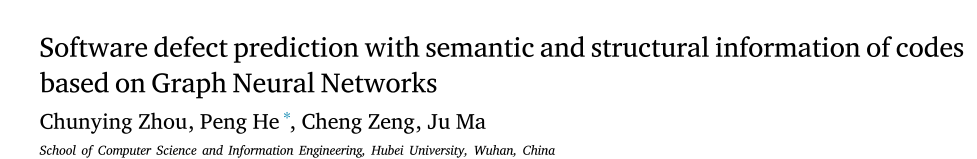 Software defect prediction with semantic and structural information of codes
based on Graph Neural Networks
Chunying Zhou, Peng He *, Cheng Zeng, Ju Ma
School of Computer Science and Information Engineering, Hubei University, Wuhan, China